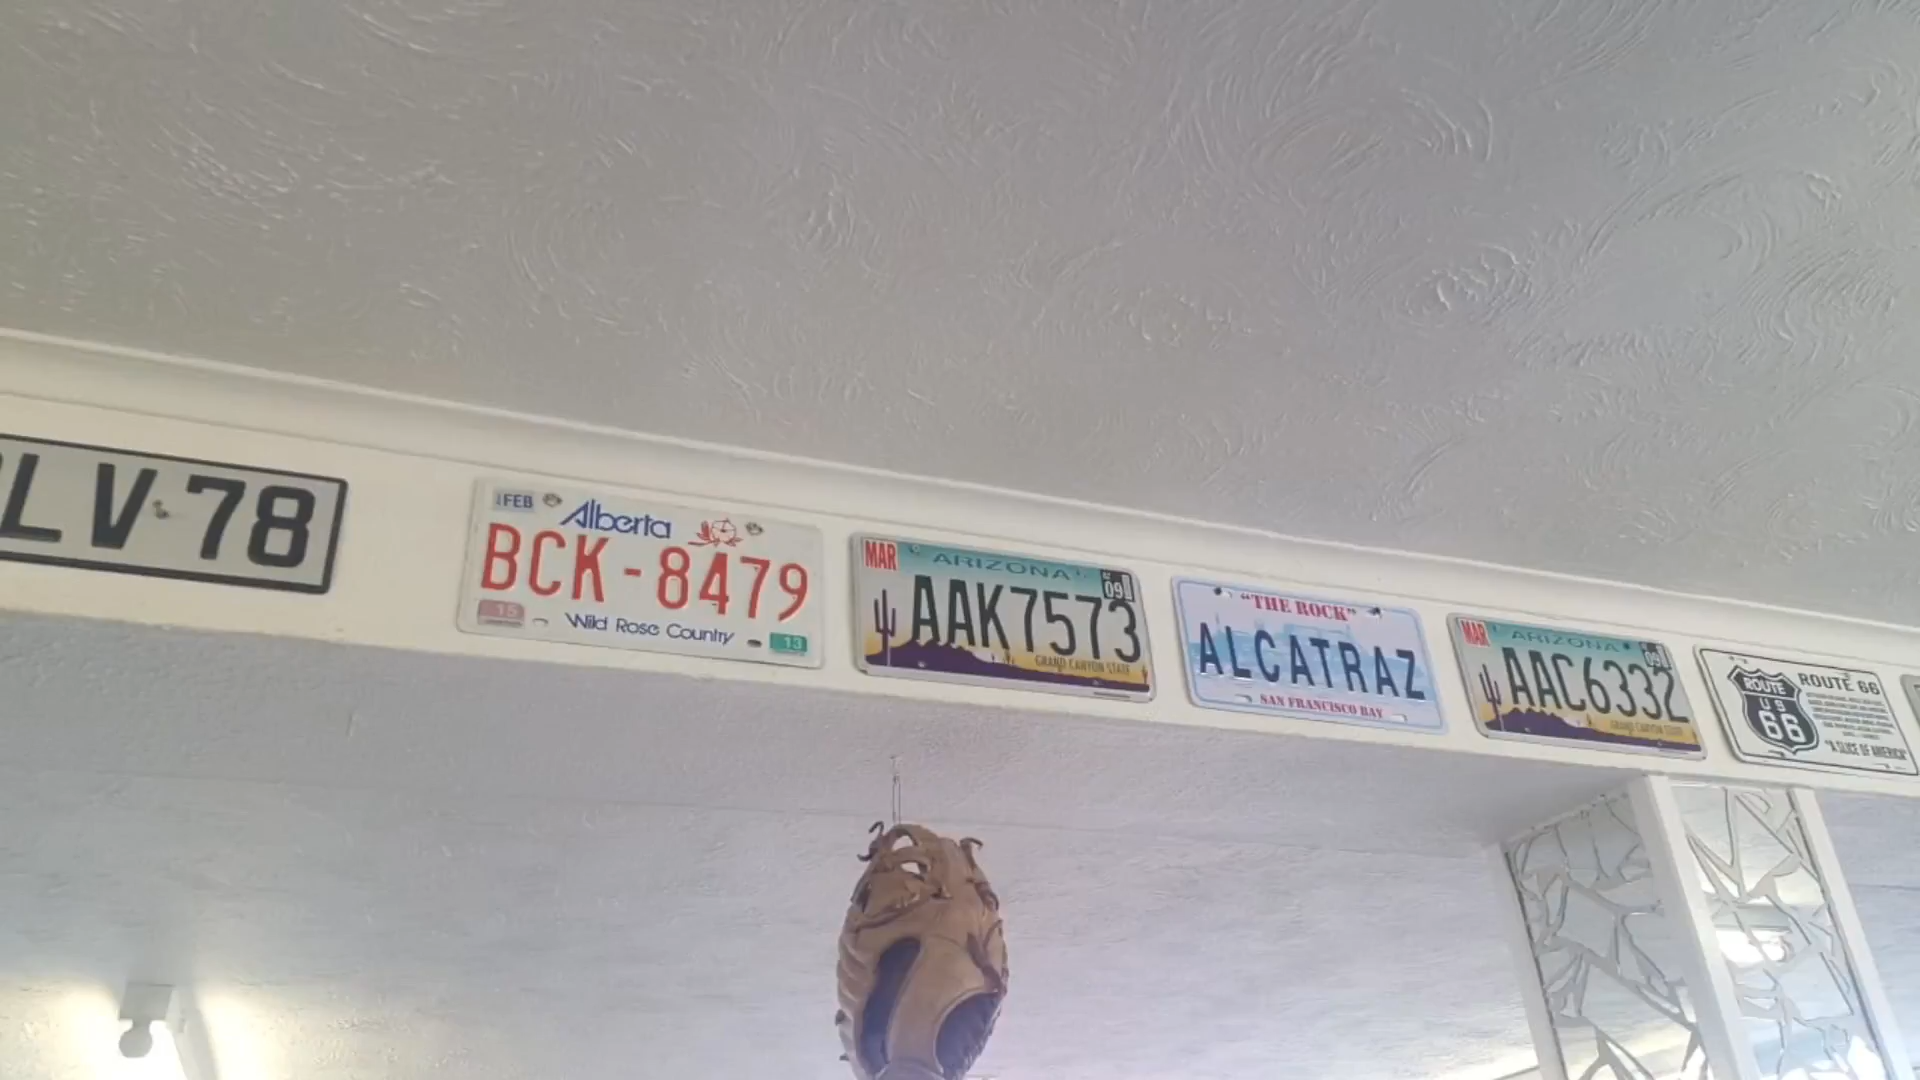 LV 78
FEB
Alberta
BCK-8479
15
Wild Rose Country
13
MAR
ARIZONA
09
AAK7573
GRAND CANYON STATE
"THE ROCK"
ALCATRAZ
SAN FRANCISCO BAY
MAR
ARIZONA
09
AAC6332
GRAND CANYON STATE
ROUTE
U S
66
ROUTE 66
"A SLICE OF AMERICA"